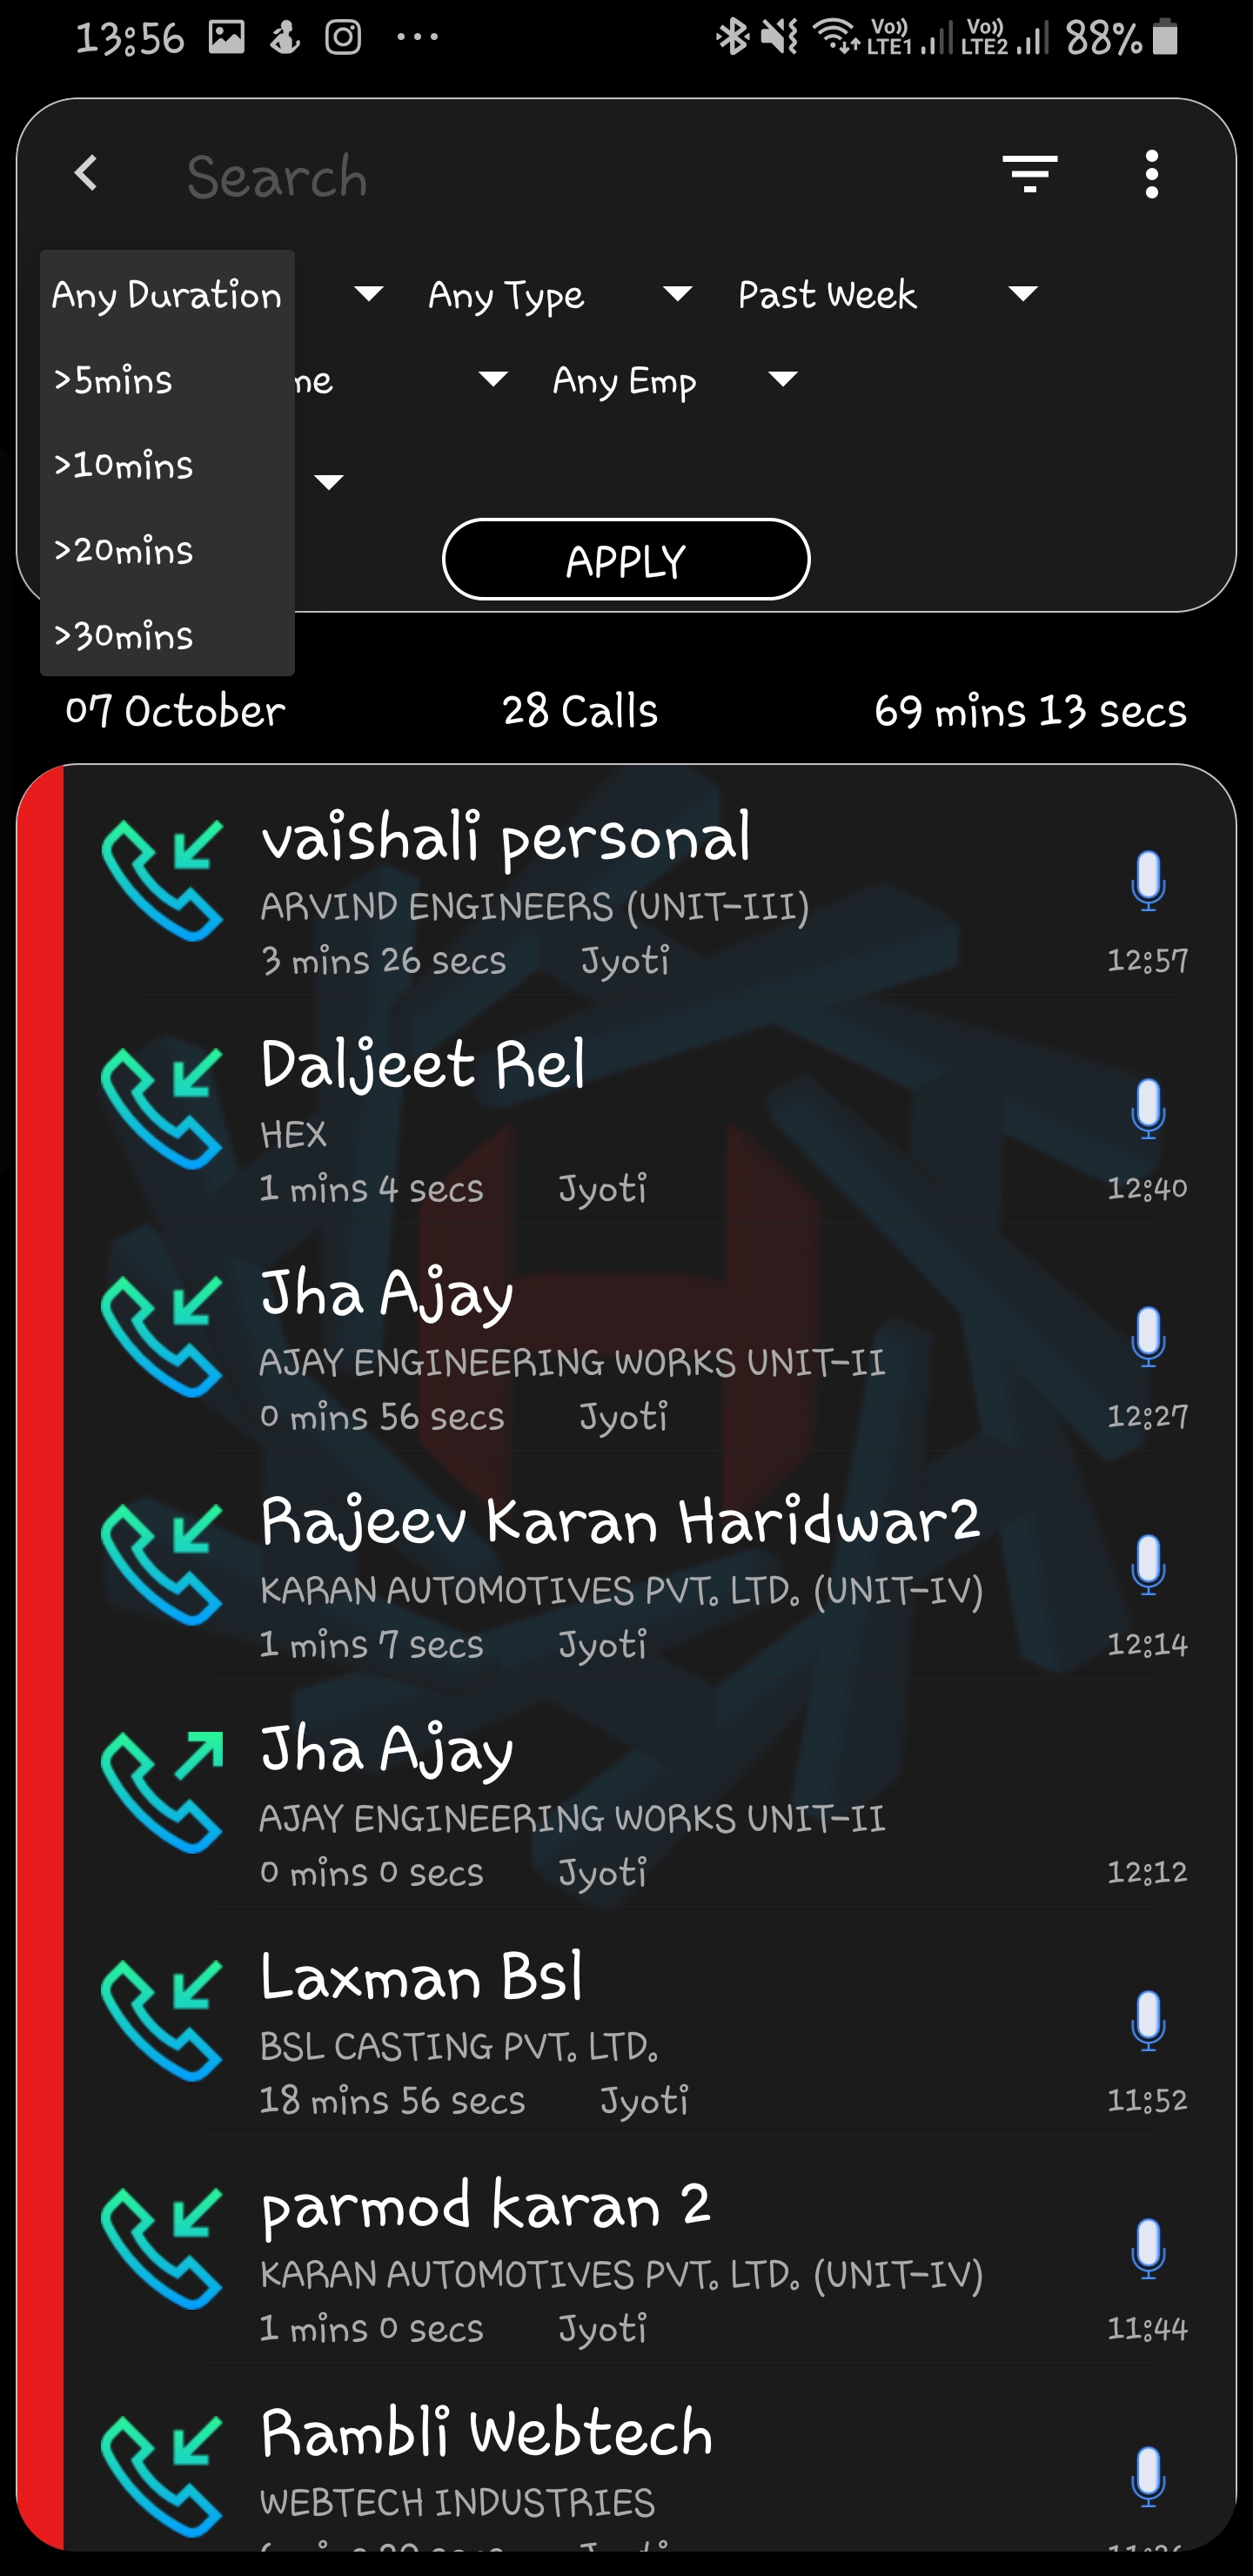 13:56 Vo)) LTE1 Vo)) LTE2 88%
Search
Any Duration Any Type Past Week
>5mins me Any Emp
>10mins
>20mins
APPLY
>30mins
07 October 28 Calls 69 mins 13 secs
vaishali personal
ARVIND ENGINEERS (UNIT-III)
3 mins 26 secs Jyoti 12:57
Daljeet Rel
HEX
1 mins 4 secs Jyoti 12:40
Jha Ajay
AJAY ENGINEERING WORKS UNIT-II
0 mins 56 secs Jyoti 12:27
Rajeev Karan Haridwar2
KARAN AUTOMOTIVES PVT. LTD. (UNIT-IV)
1 mins 7 secs Jyoti 12:14
Jha Ajay
AJAY ENGINEERING WORKS UNIT-II
0 mins 0 secs Jyoti 12:12
Laxman Bsl
BSL CASTING PVT. LTD.
18 mins 56 secs Jyoti 11:52
parmod karan 2
KARAN AUTOMOTIVES PVT. LTD. (UNIT-IV)
1 mins 0 secs Jyoti 11:44
Rambli Webtech
WEBTECH INDUSTRIES